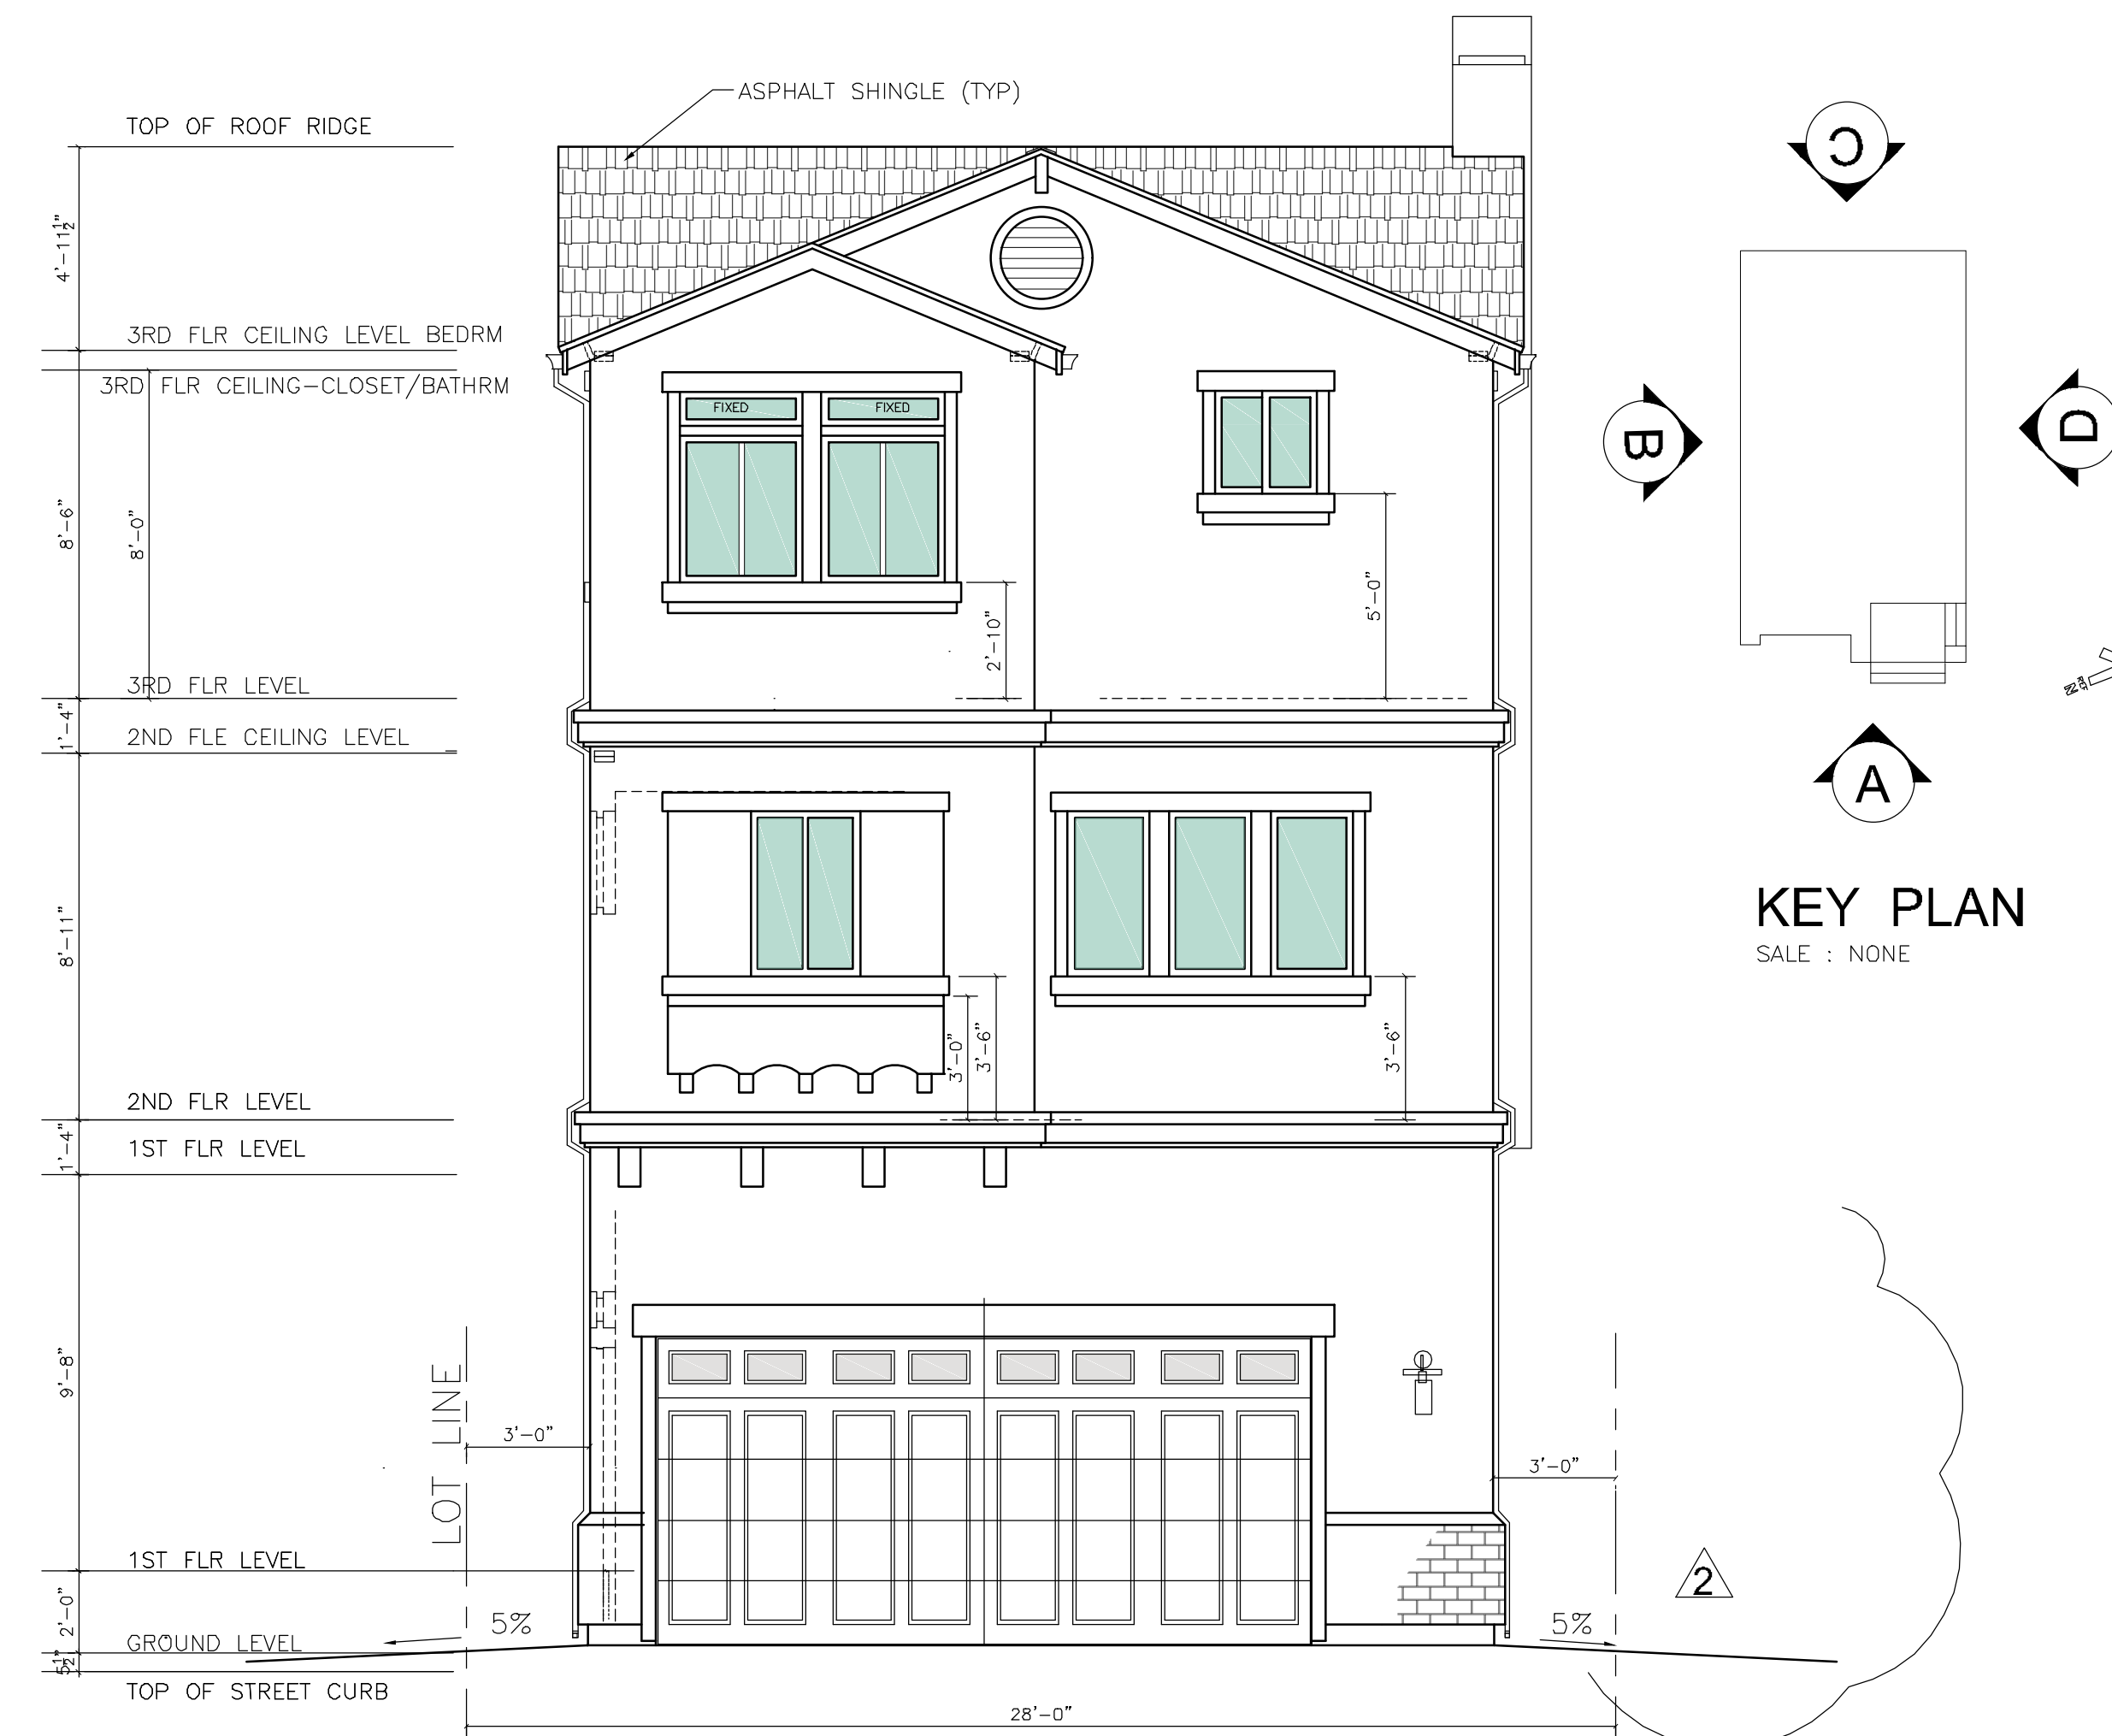 ASPHALT SHINGLE (TYP)
TOP OF ROOF RIDGE
4'-11½"
3RD FLR CEILING LEVEL BEDRM
3RD FLR CEILING-CLOSET/BATHRM
FIXED
FIXED
8'-6"
8'-0"
2'-10"
5'-0"
3RD FLR LEVEL
1'-4"
2ND FLE CEILING LEVEL
8'-11"
3'-0"
3'-6"
3'-6"
2ND FLR LEVEL
1'-4"
1ST FLR LEVEL
9'-8"
LOT LINE
3'-0"
3'-0"
1ST FLR LEVEL
2'-0"
5%
5%
GROUND LEVEL
5½"
TOP OF STREET CURB
28'-0"
C
B
D
A
KEY PLAN
SALE : NONE
2